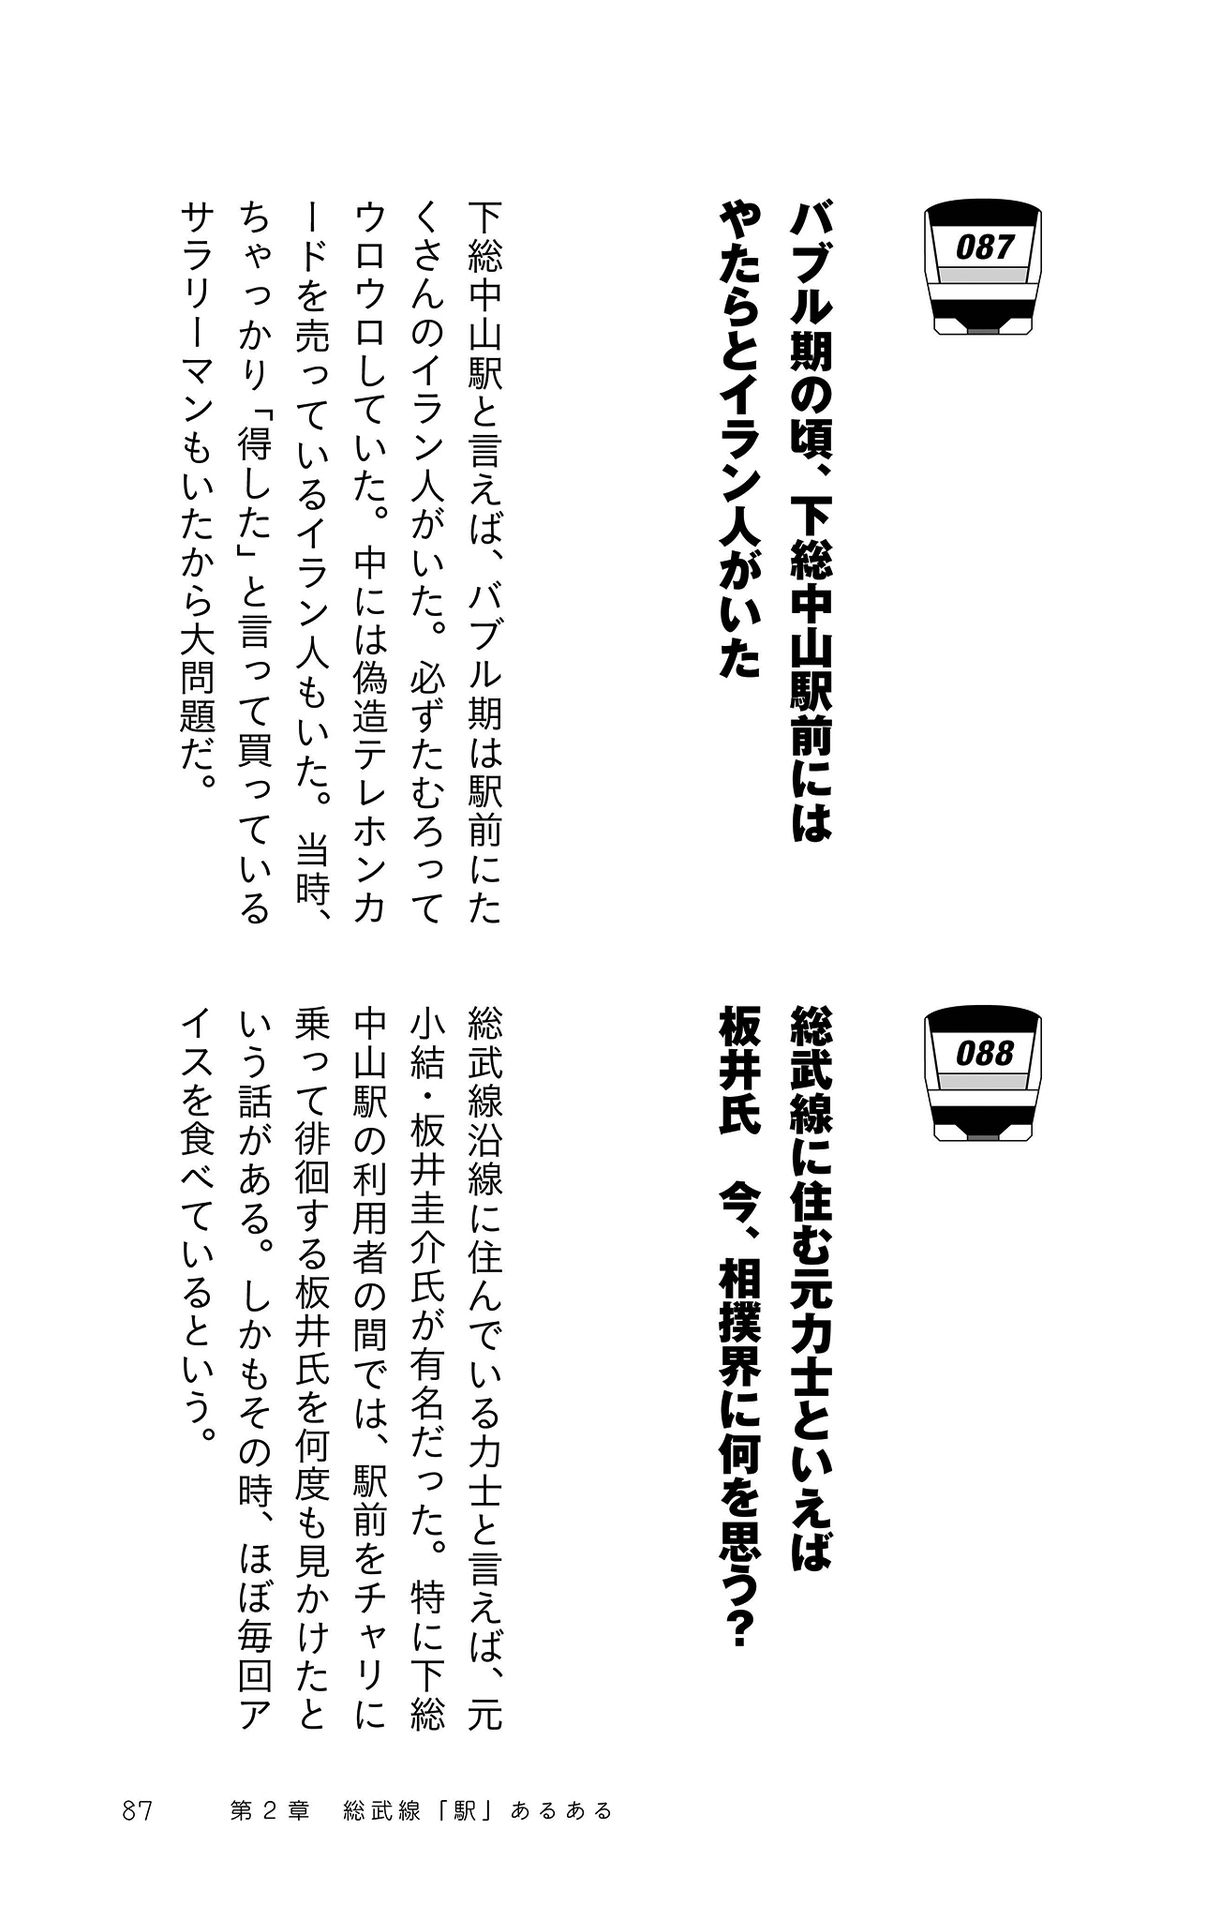 087
バブル期の頃、下総中山駅前には
やたらとイラン人がいた
下総中山駅と言えば、バブル期は駅前にた
くさんのイラン人がいた。必ずたむろって
ウロウロしていた。中には偽造テレホンカ
ードを売っているイラン人もいた。当時、
ちゃっかり「得した」と言って買っている
サラリーマンもいたから大問題だ。
088
総武線に住む元力士といえば
板井氏　今、相撲界に何を思う?
総武線沿線に住んでいる力士と言えば、元
小結・板井圭介氏が有名だった。特に下総
中山駅の利用者の間では、駅前をチャリに
乗って徘徊する板井氏を何度も見かけたと
いう話がある。しかもその時、ほぼ毎回ア
イスを食べているという。
87　第2章　総武線「駅」あるある